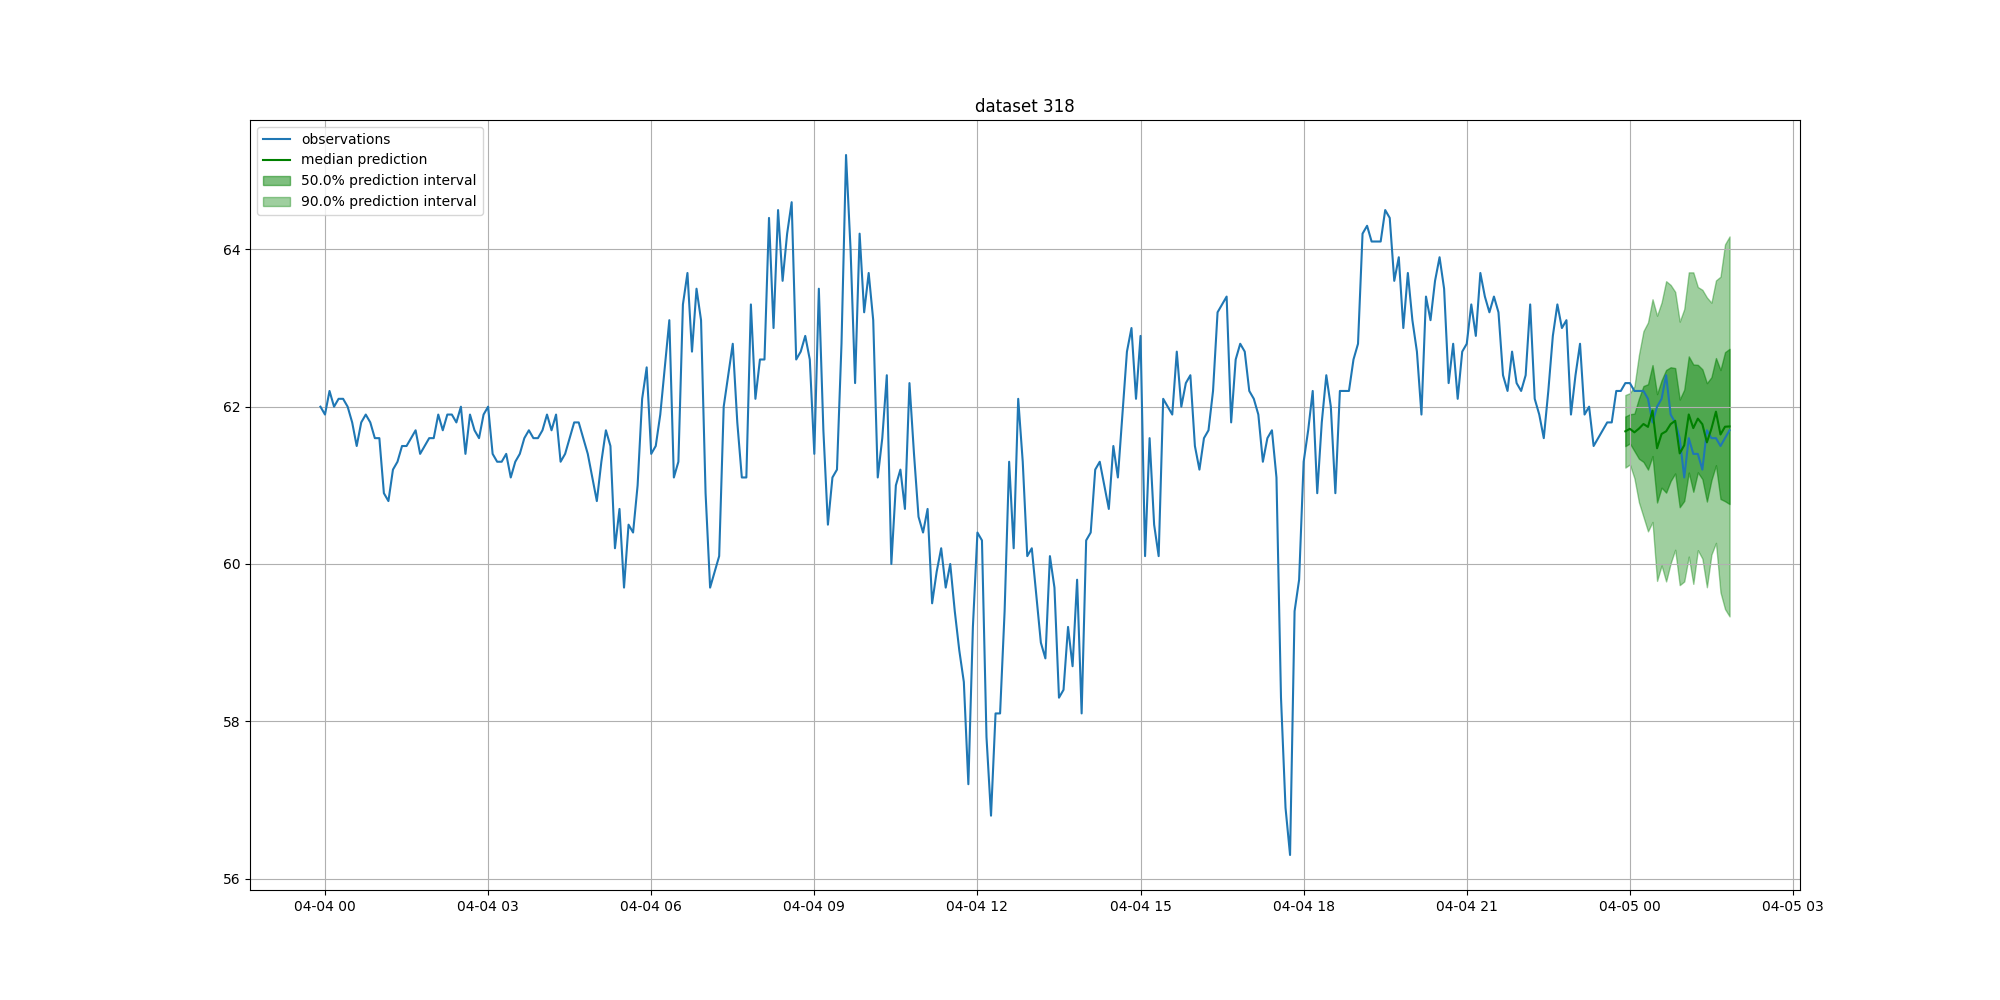 dataset 318
observations
median prediction
50.0% prediction interval
90.0% prediction interval
64
62
60
58
56
04-04 00 04-04 03 04-04 06 04-04 09 04-04 12 04-04 15 04-04 18 04-04 21 04-05 00 04-05 03